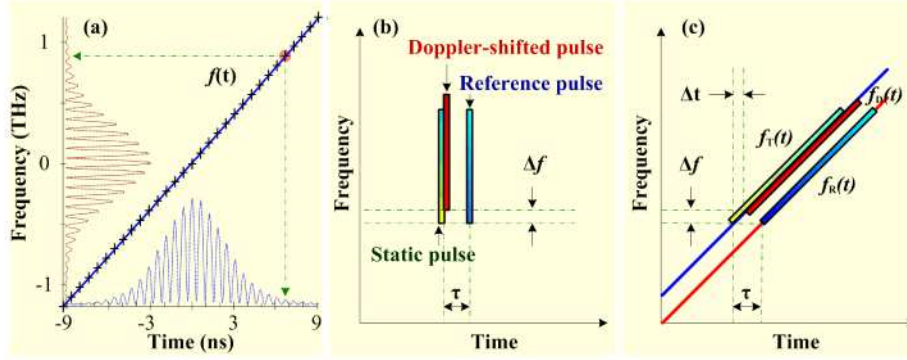 (a)
f(t)
Frequency (THz)
1
0
-1
-9
-3
3
9
Time (ns)
(b)
Doppler-shifted pulse
Reference pulse
Δf
Static pulse
τ
Frequency
Time
(c)
Δt
f_D(t)
f_T(t)
Δf
f_R(t)
τ
Frequency
Time